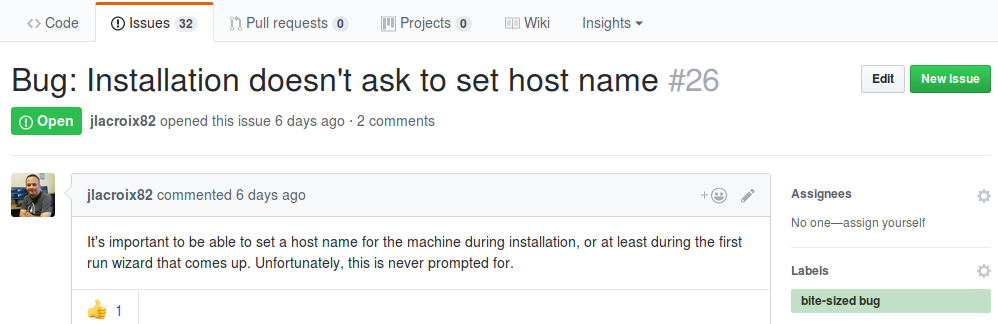 Code Issues 32 Pull requests 0 Projects 0 Wiki Insights
Bug: Installation doesn't ask to set host name #26 Edit New issue
Open jlacroix82 opened this issue 6 days ago · 2 comments
jlacroix82 commented 6 days ago
It's important to be able to set a host name for the machine during installation, or at least during the first
run wizard that comes up. Unfortunately, this is never prompted for.
1
Assignees
No one—assign yourself
Labels
bite-sized bug